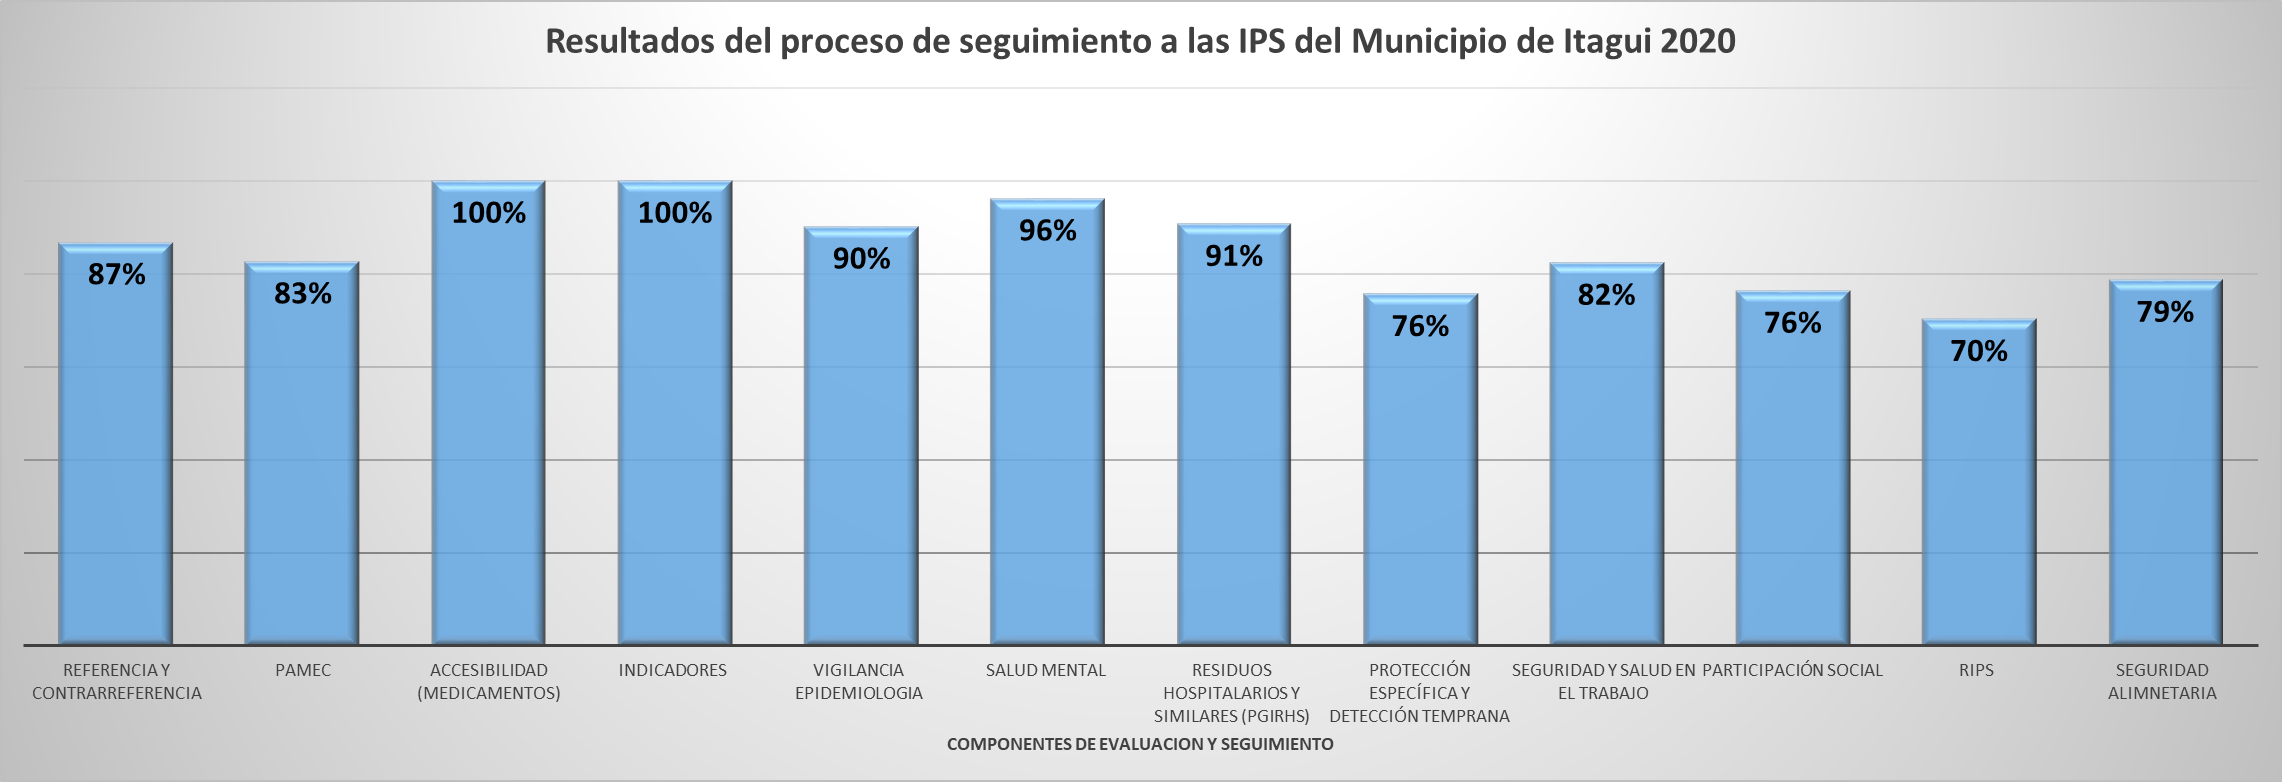 Resultados del proceso de seguimiento a las IPS del Municipio de Itagui 2020
87%
83%
100%
100%
90%
96%
91%
76%
82%
76%
70%
79%
REFERENCIA Y
CONTRARREFERENCIA
PAMEC
ACCESIBILIDAD
(MEDICAMENTOS)
INDICADORES
VIGILANCIA
EPIDEMIOLOGIA
SALUD MENTAL
RESIDUOS
HOSPITALARIOS Y
SIMILARES (PGIRHS)
PROTECCIÓN
ESPECÍFICA Y
DETECCIÓN TEMPRANA
SEGURIDAD Y SALUD EN
EL TRABAJO
PARTICIPACIÓN SOCIAL
RIPS
SEGURIDAD
ALIMNETARIA
COMPONENTES DE EVALUACION Y SEGUIMIENTO